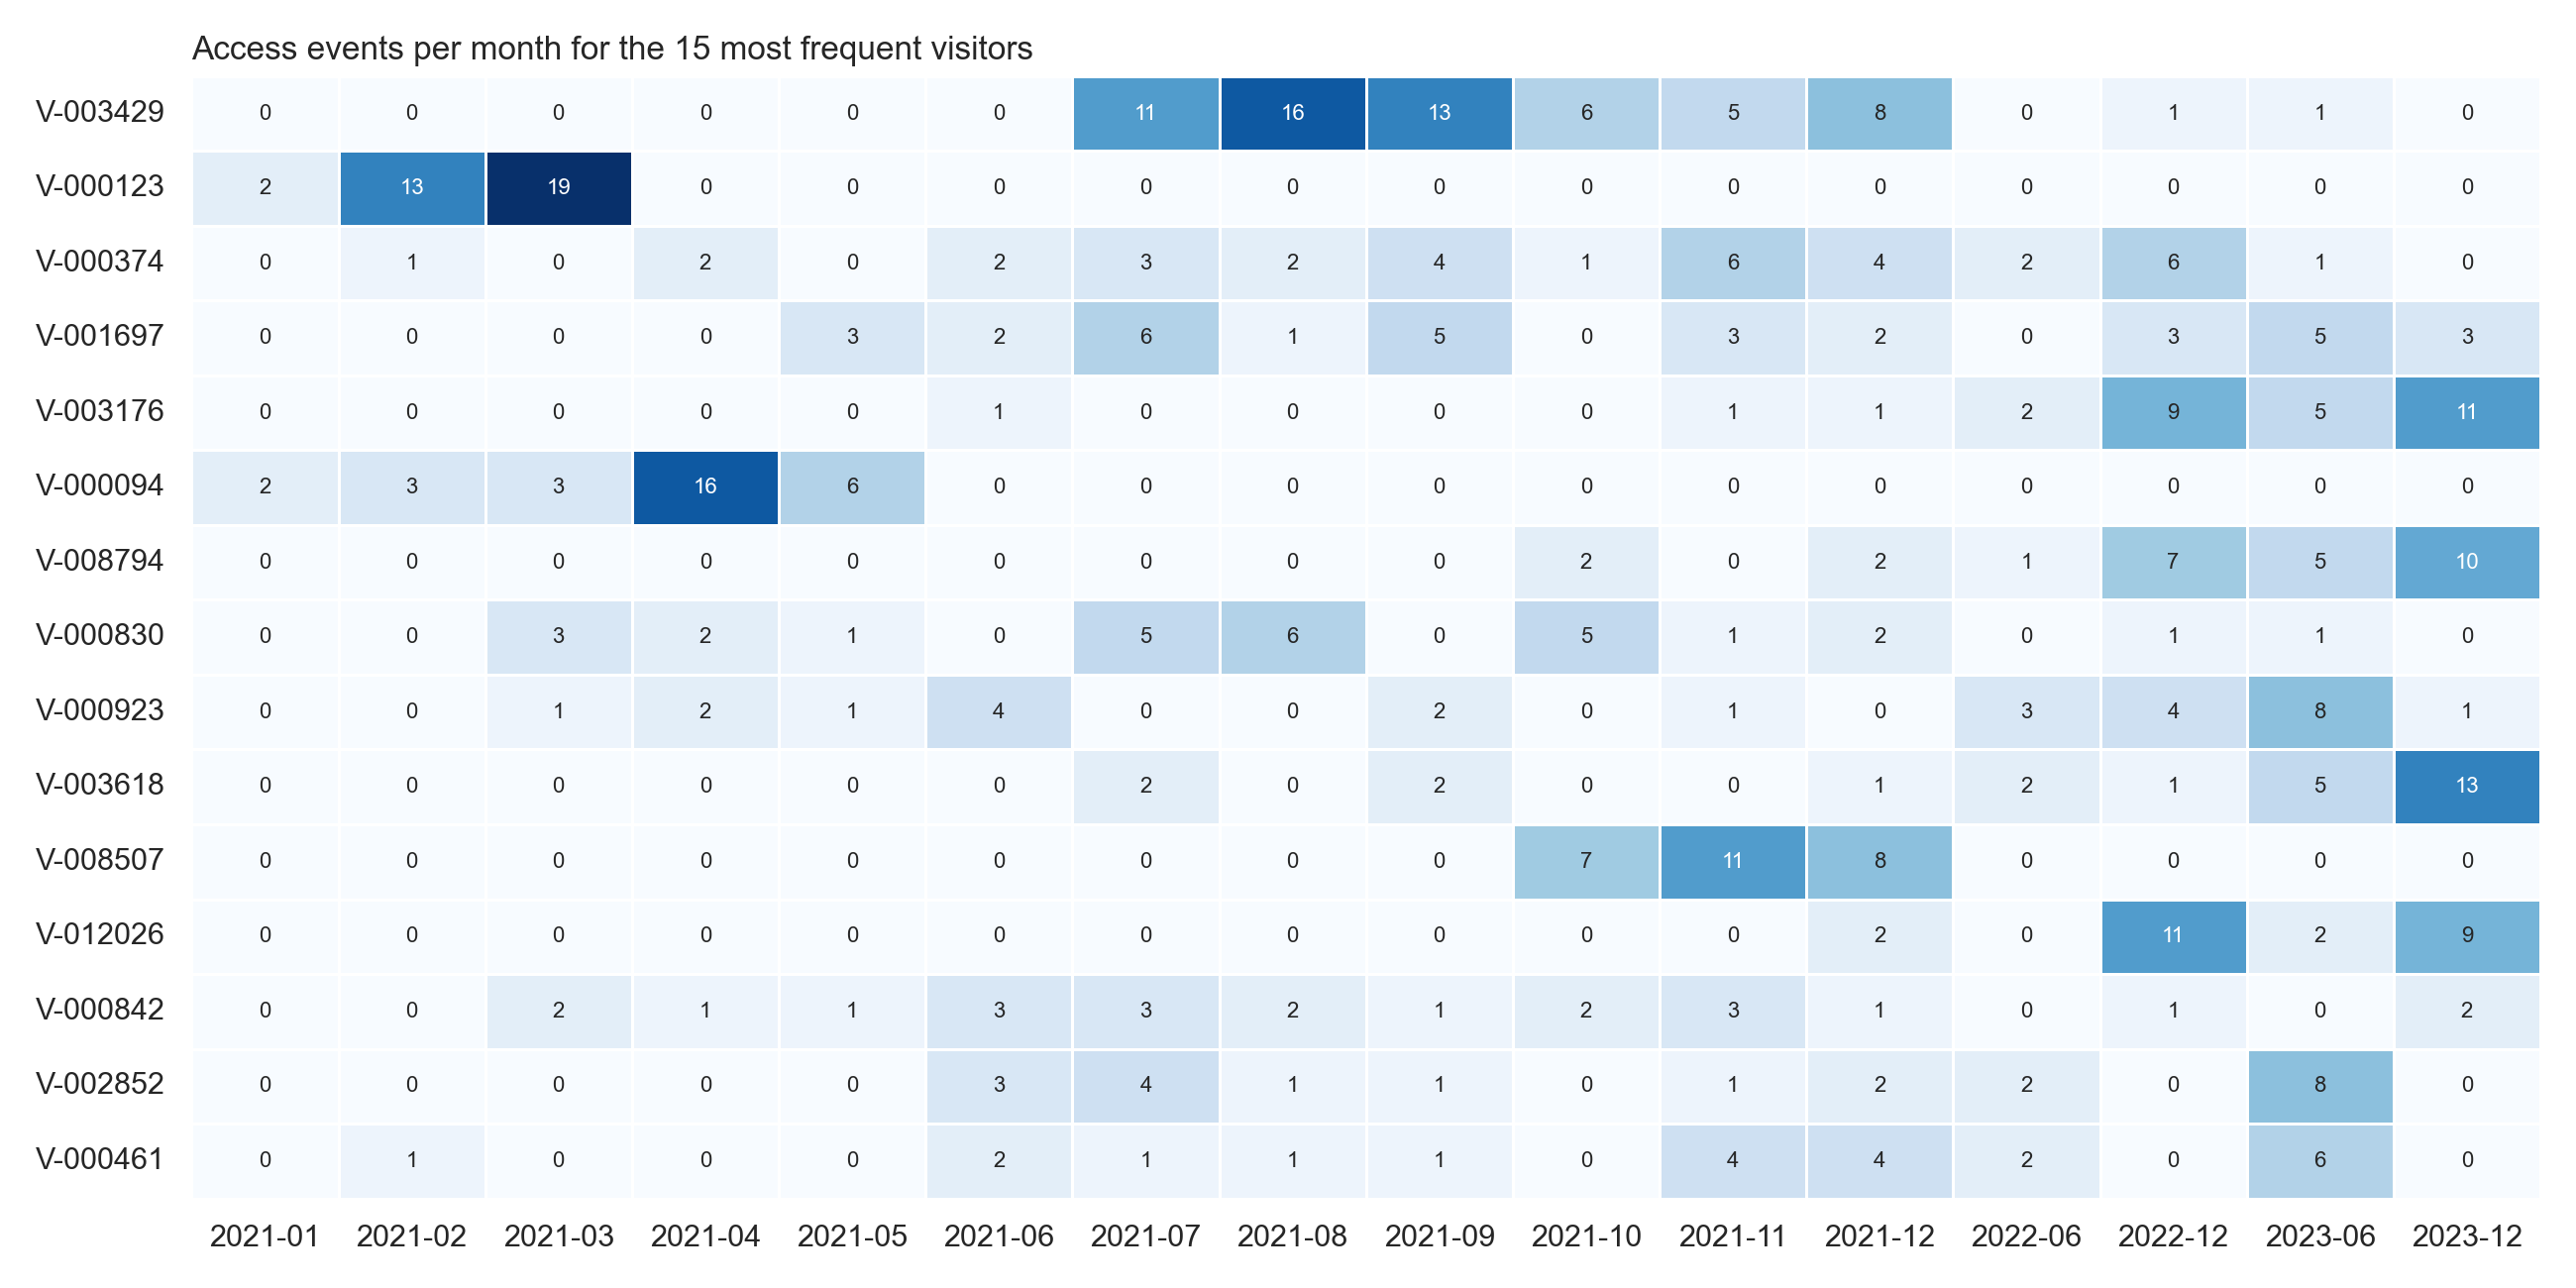 Access events per month for the 15 most frequent visitors
V-003429 0 0 0 0 0 0 11 16 13 6 5 8 0 1 1 0
V-000123 2 13 19 0 0 0 0 0 0 0 0 0 0 0 0 0
V-000374 0 1 0 2 0 2 3 2 4 1 6 4 2 6 1 0
V-001697 0 0 0 0 3 2 6 1 5 0 3 2 0 3 5 3
V-003176 0 0 0 0 0 1 0 0 0 0 1 1 2 9 5 11
V-000094 2 3 3 16 6 0 0 0 0 0 0 0 0 0 0 0
V-008794 0 0 0 0 0 0 0 0 0 2 0 2 1 7 5 10
V-000830 0 0 3 2 1 0 5 6 0 5 1 2 0 1 1 0
V-000923 0 0 1 2 1 4 0 0 2 0 1 0 3 4 8 1
V-003618 0 0 0 0 0 0 2 0 2 0 0 1 2 1 5 13
V-008507 0 0 0 0 0 0 0 0 0 7 11 8 0 0 0 0
V-012026 0 0 0 0 0 0 0 0 0 0 0 2 0 11 2 9
V-000842 0 0 2 1 1 3 3 2 1 2 3 1 0 1 0 2
V-002852 0 0 0 0 0 3 4 1 1 0 1 2 2 0 8 0
V-000461 0 1 0 0 0 2 1 1 1 0 4 4 2 0 6 0
2021-01 2021-02 2021-03 2021-04 2021-05 2021-06 2021-07 2021-08 2021-09 2021-10 2021-11 2021-12 2022-06 2022-12 2023-06 2023-12